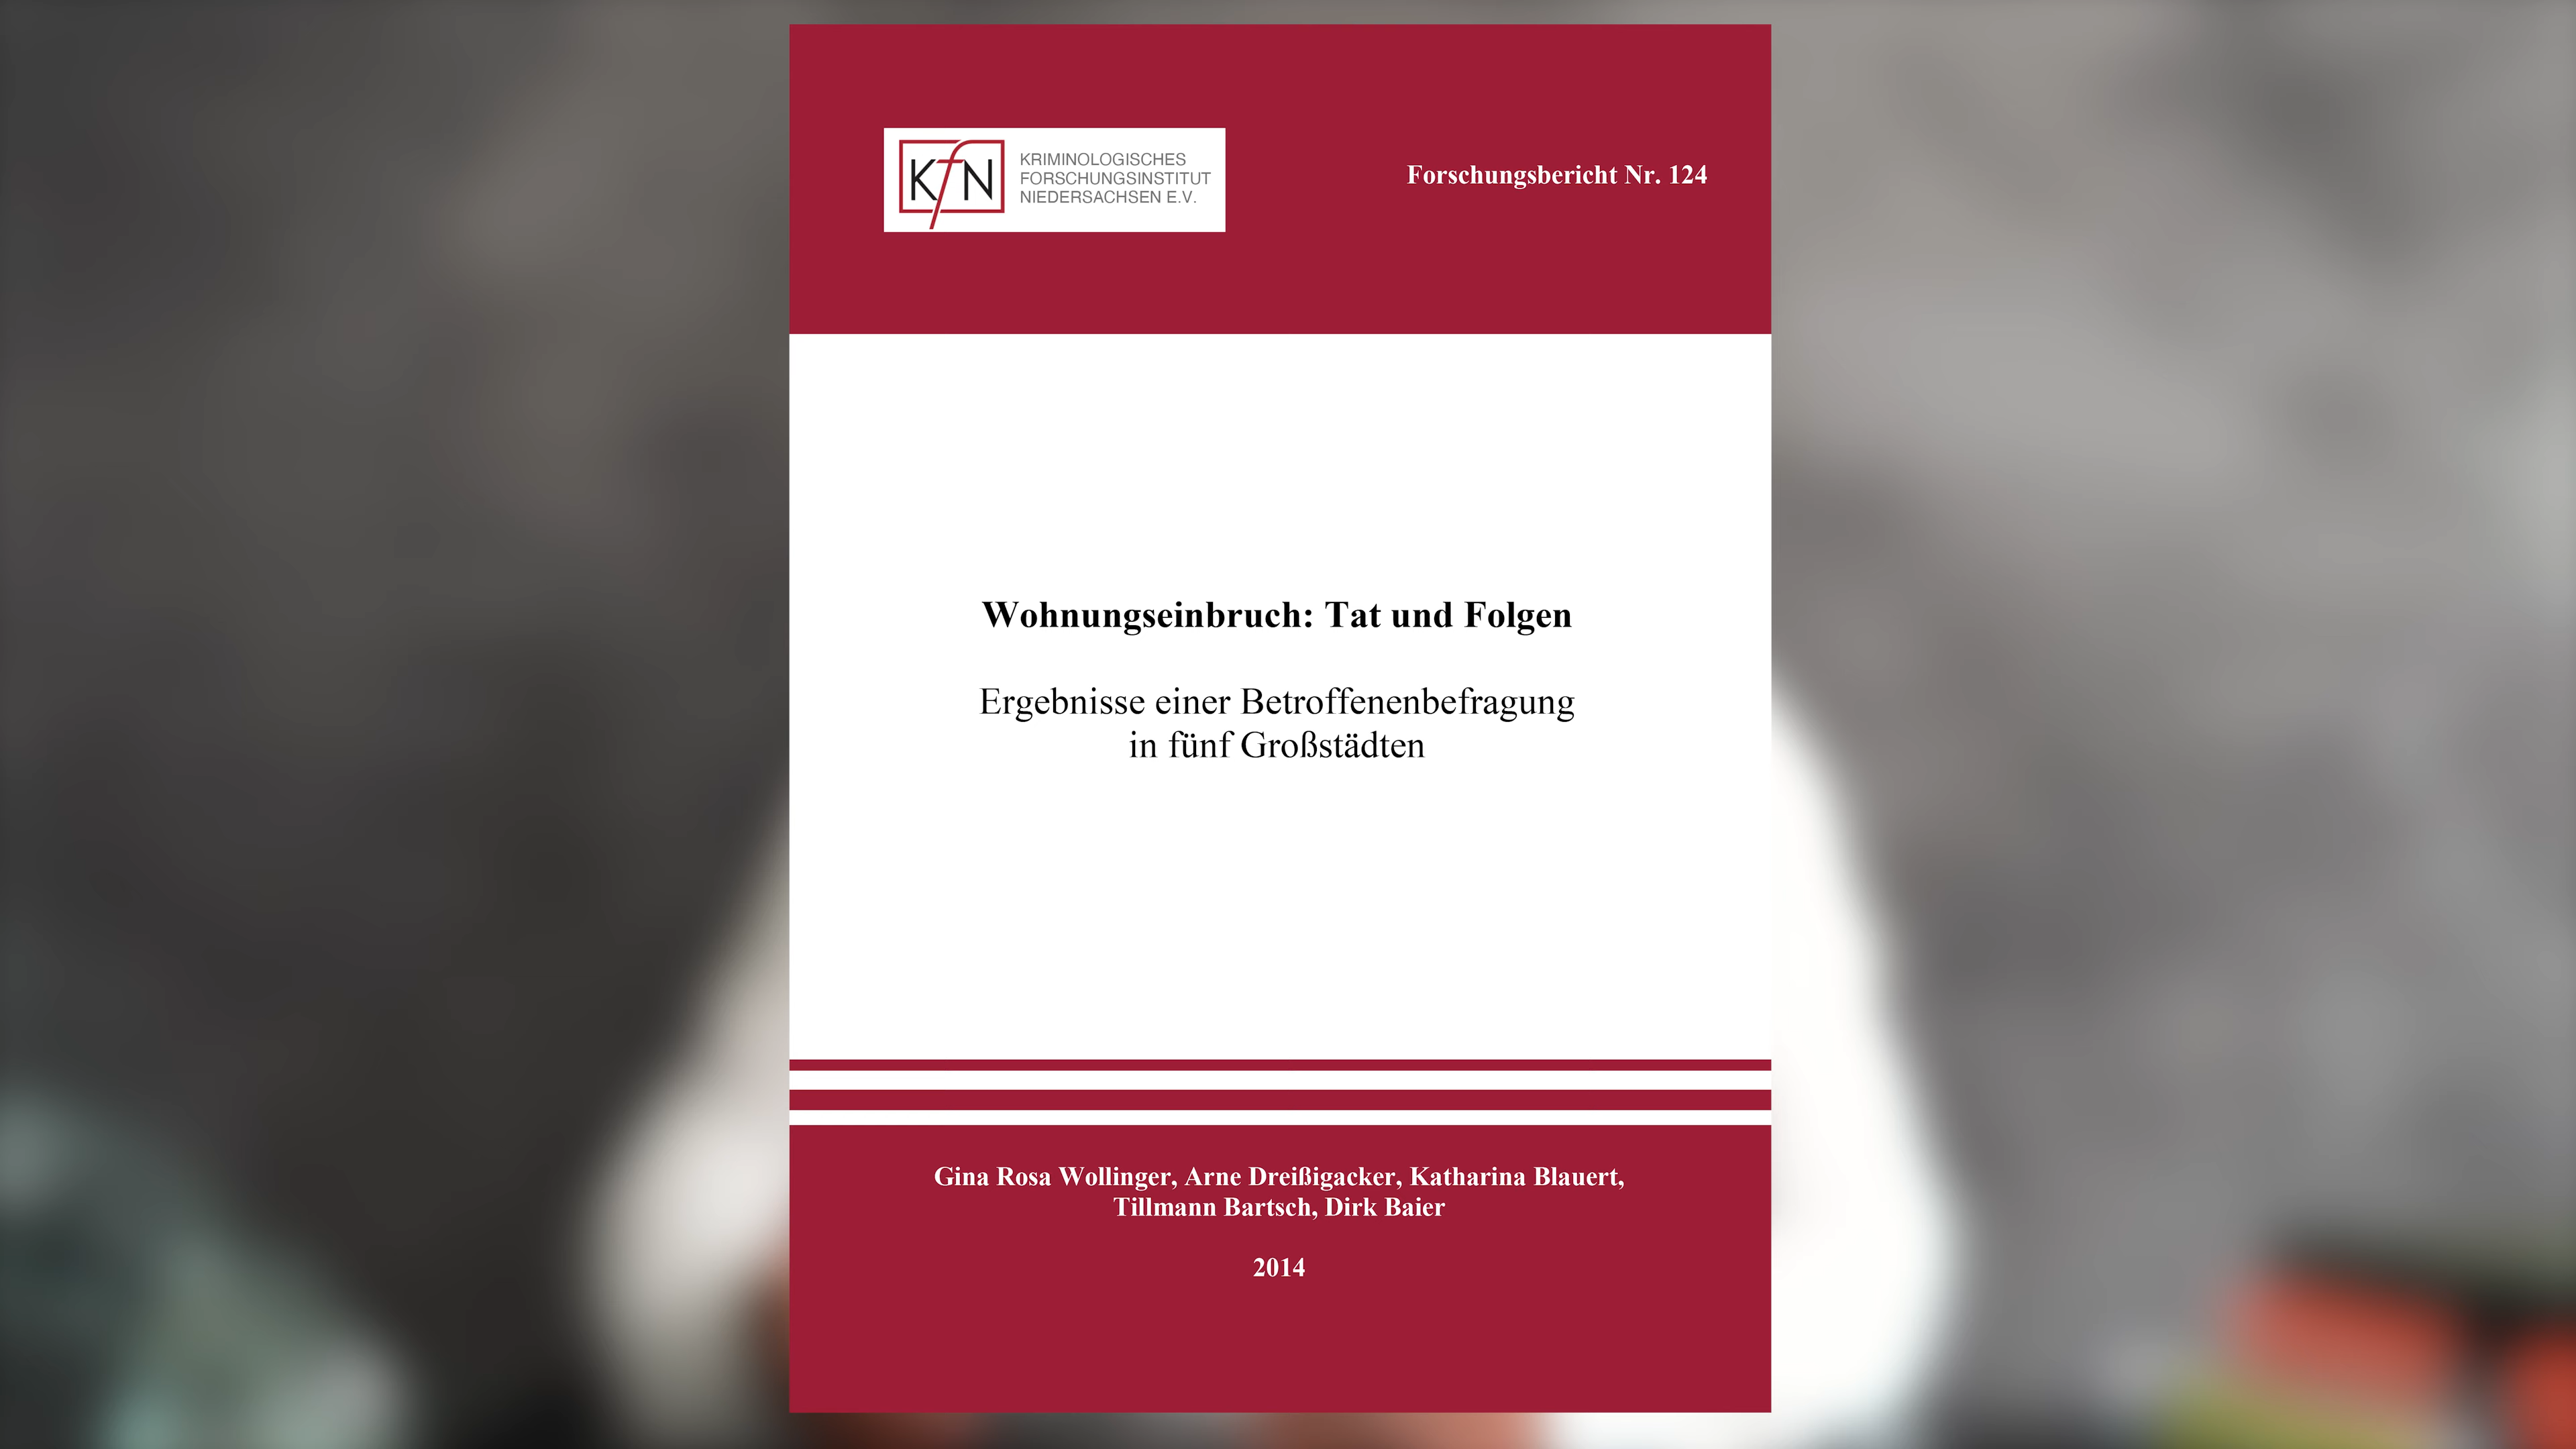 KfN
KRIMINOLOGISCHES
FORSCHUNGSINSTITUT
NIEDERSACHSEN E.V.
Forschungsbericht Nr. 124
Wohnungseinbruch: Tat und Folgen
Ergebnisse einer Betroffenenbefragung
in fünf Großstädten
Gina Rosa Wollinger, Arne Dreißigacker, Katharina Blauert,
Tillmann Bartsch, Dirk Baier
2014